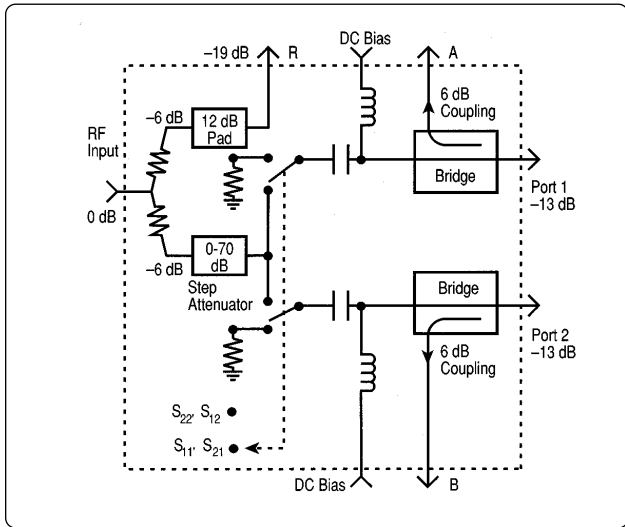 DC Bias
–19 dB
R
A
–6 dB
12 dB
Pad
6 dB
Coupling
RF
Input
Bridge
Port 1
–13 dB
0 dB
0-70
dB
–6 dB
Step
Attenuator
Bridge
Port 2
–13 dB
6 dB
Coupling
S22, S12
S11, S21
DC Bias
B